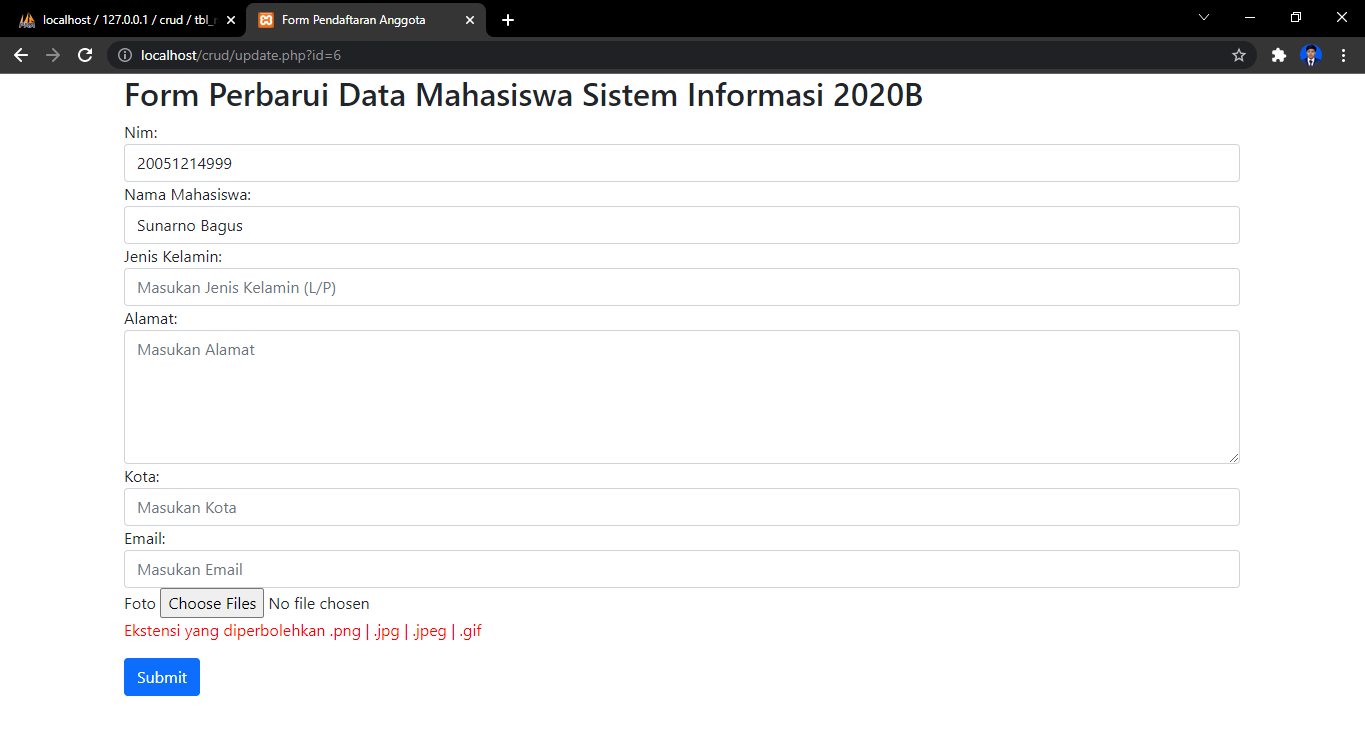 localhost / 127.0.0.1 / crud / tbl_
Form Pendaftaran Anggota
localhost/crud/update.php?id=6
Form Perbarui Data Mahasiswa Sistem Informasi 2020B
Nim:
20051214999
Nama Mahasiswa:
Sunarno Bagus
Jenis Kelamin:
Masukan Jenis Kelamin (L/P)
Alamat:
Masukan Alamat
Kota:
Masukan Kota
Email:
Masukan Email
Foto Choose Files No file chosen
Ekstensi yang diperbolehkan .png | .jpg | .jpeg | .gif
Submit